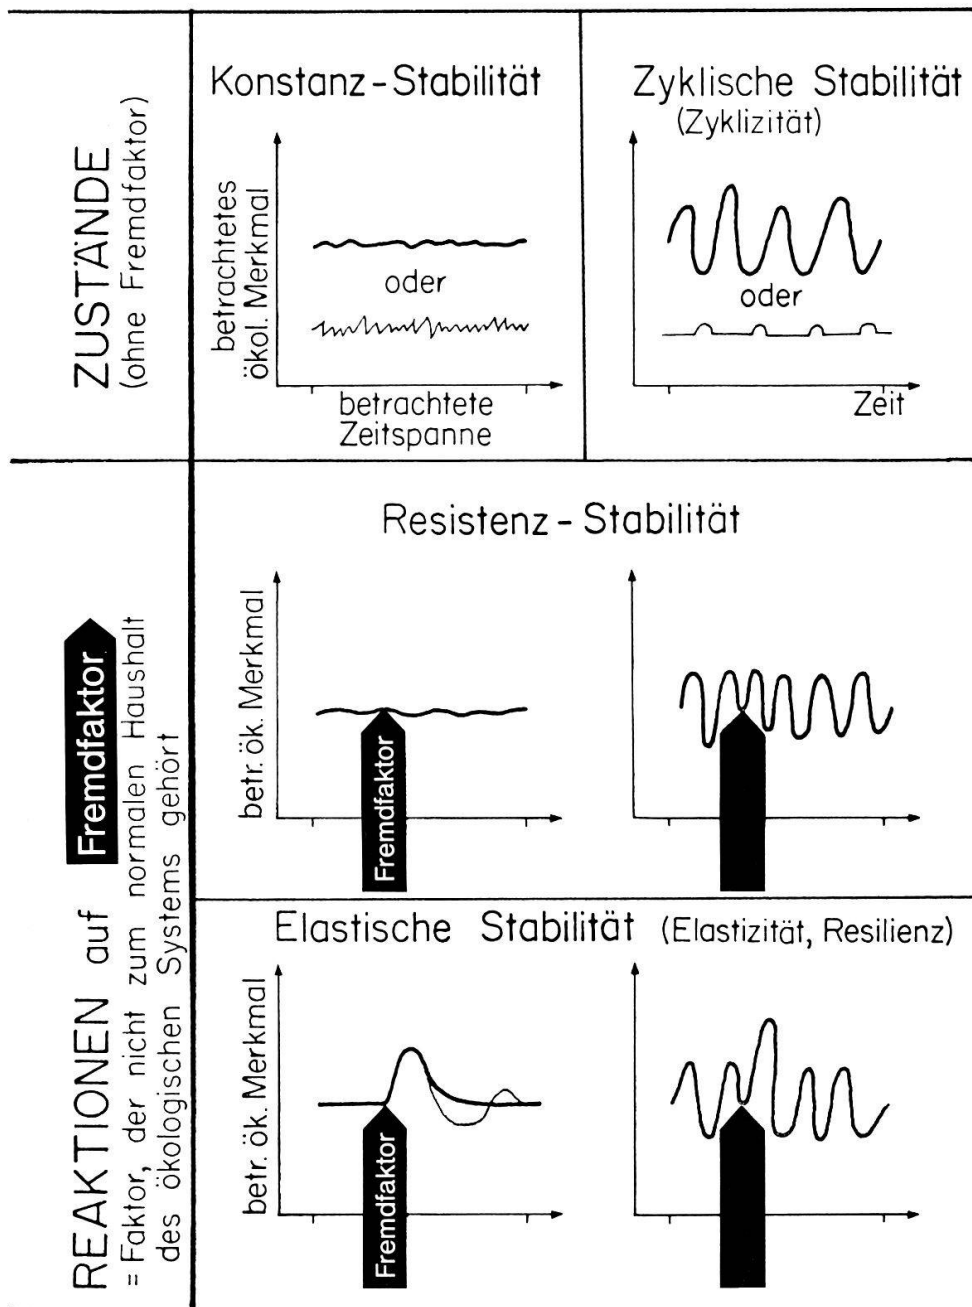 ZUSTÄNDE
(ohne Fremdfaktor)
Konstanz-Stabilität
betrachtetes
ökol. Merkmal
oder
betrachtete
Zeitspanne
Zyklische Stabilität
(Zyklizität)
oder
Zeit
REAKTIONEN auf Fremdfaktor
= Faktor, der nicht zum normalen Haushalt
des ökologischen Systems gehört
Resistenz-Stabilität
betr. ök. Merkmal
Fremdfaktor
Elastische Stabilität (Elastizität, Resilienz)
betr. ök. Merkmal
Fremdfaktor